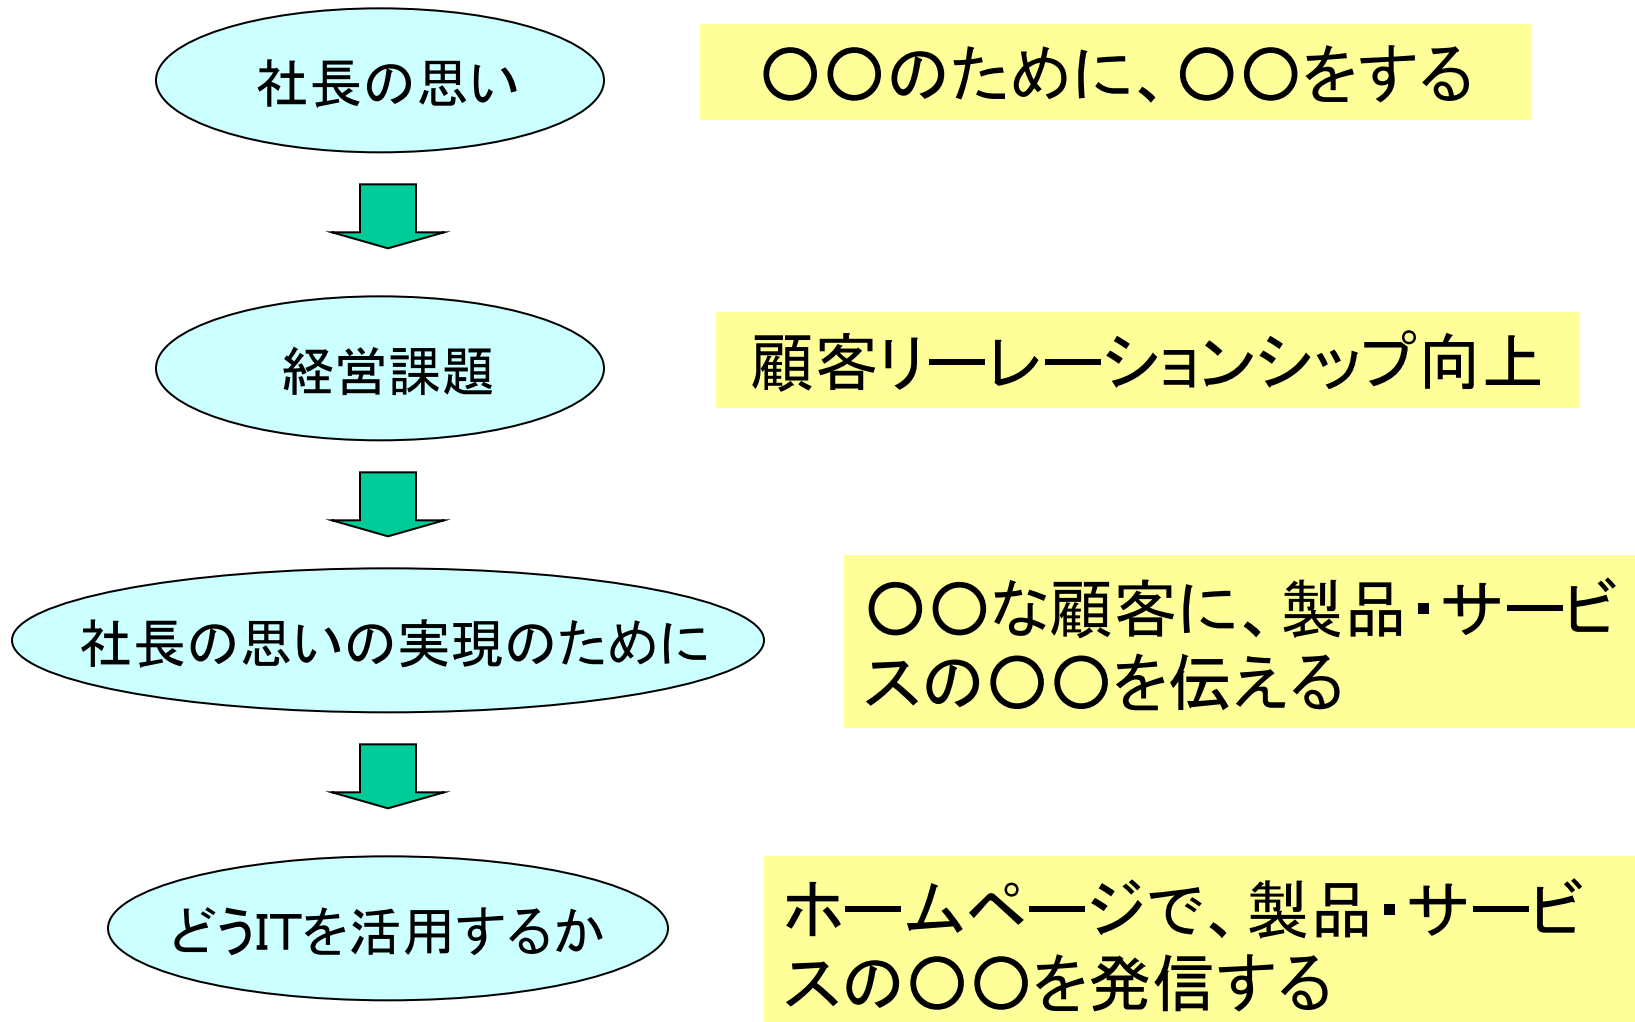 社長の思い
〇〇のために、〇〇をする
経営課題
顧客リーレーションシップ向上
社長の思いの実現のために
〇〇な顧客に、製品・サービ
スの〇〇を伝える
どうITを活用するか
ホームページで、製品・サービ
スの〇〇を発信する